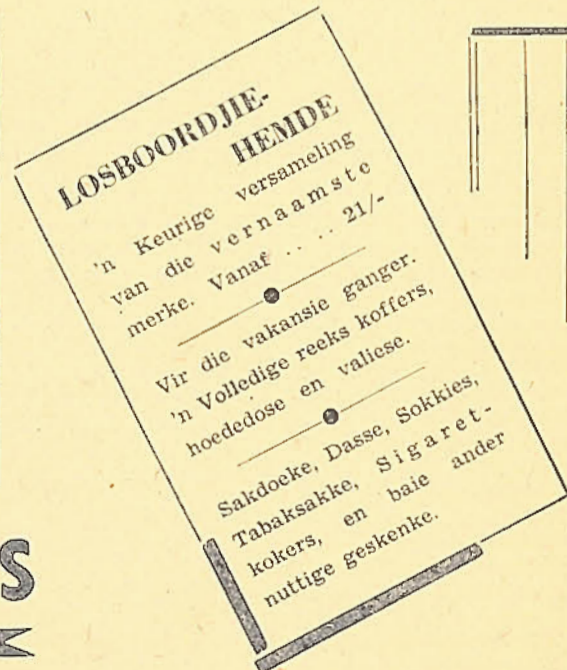 LOSBOORDJIE-
HEMDE
'n Keurige versameling
van die vernaamste
merke. Vanaf .. .. 21/-
Vir die vakansie ganger.
'n Volledige reeks koffers,
hoededose en valiese.
Sakdoeke, Dasse, Sokkies,
Tabaksakke, Sigaret-
kokers, en baie ander
nuttige geskenke.
S